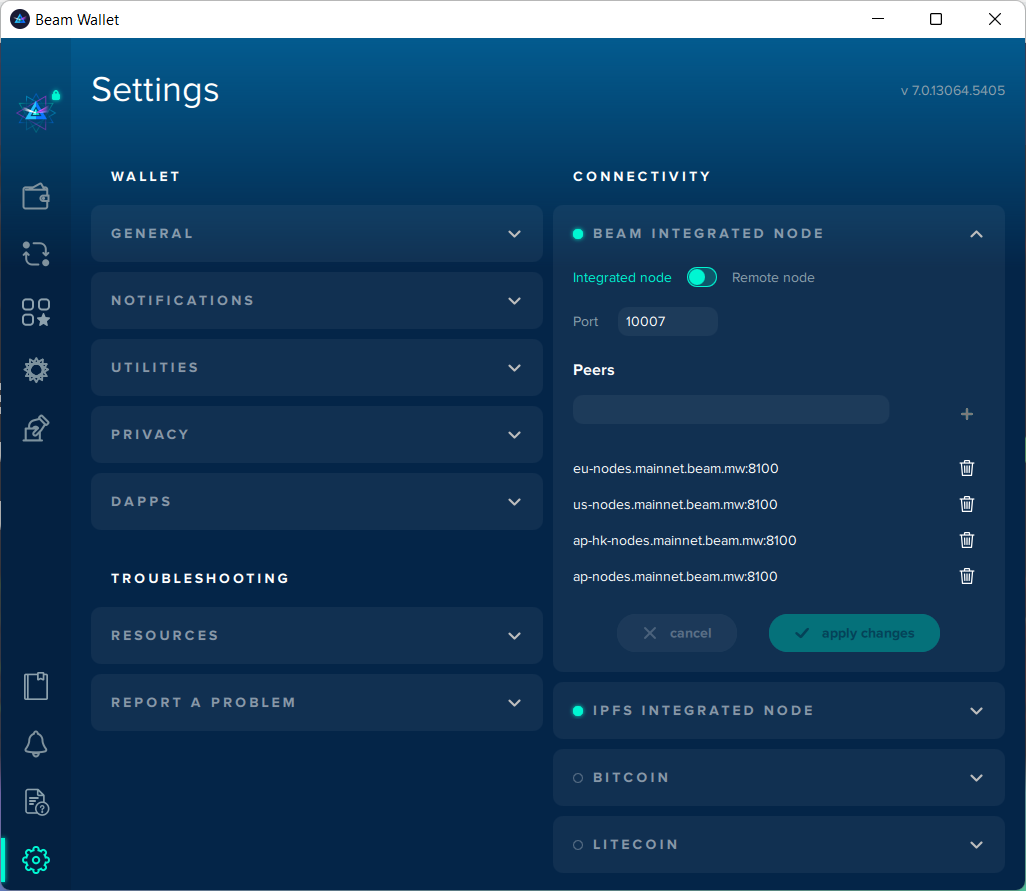 Beam Wallet
Settings
v 7.0.13064.5405
WALLET
GENERAL
NOTIFICATIONS
UTILITIES
PRIVACY
DAPPS
TROUBLESHOOTING
RESOURCES
REPORT A PROBLEM
CONNECTIVITY
BEAM INTEGRATED NODE
Integrated node Remote node
Port 10007
Peers
eu-nodes.mainnet.beam.mw:8100
us-nodes.mainnet.beam.mw:8100
ap-hk-nodes.mainnet.beam.mw:8100
ap-nodes.mainnet.beam.mw:8100
cancel apply changes
IPFS INTEGRATED NODE
BITCOIN
LITECOIN